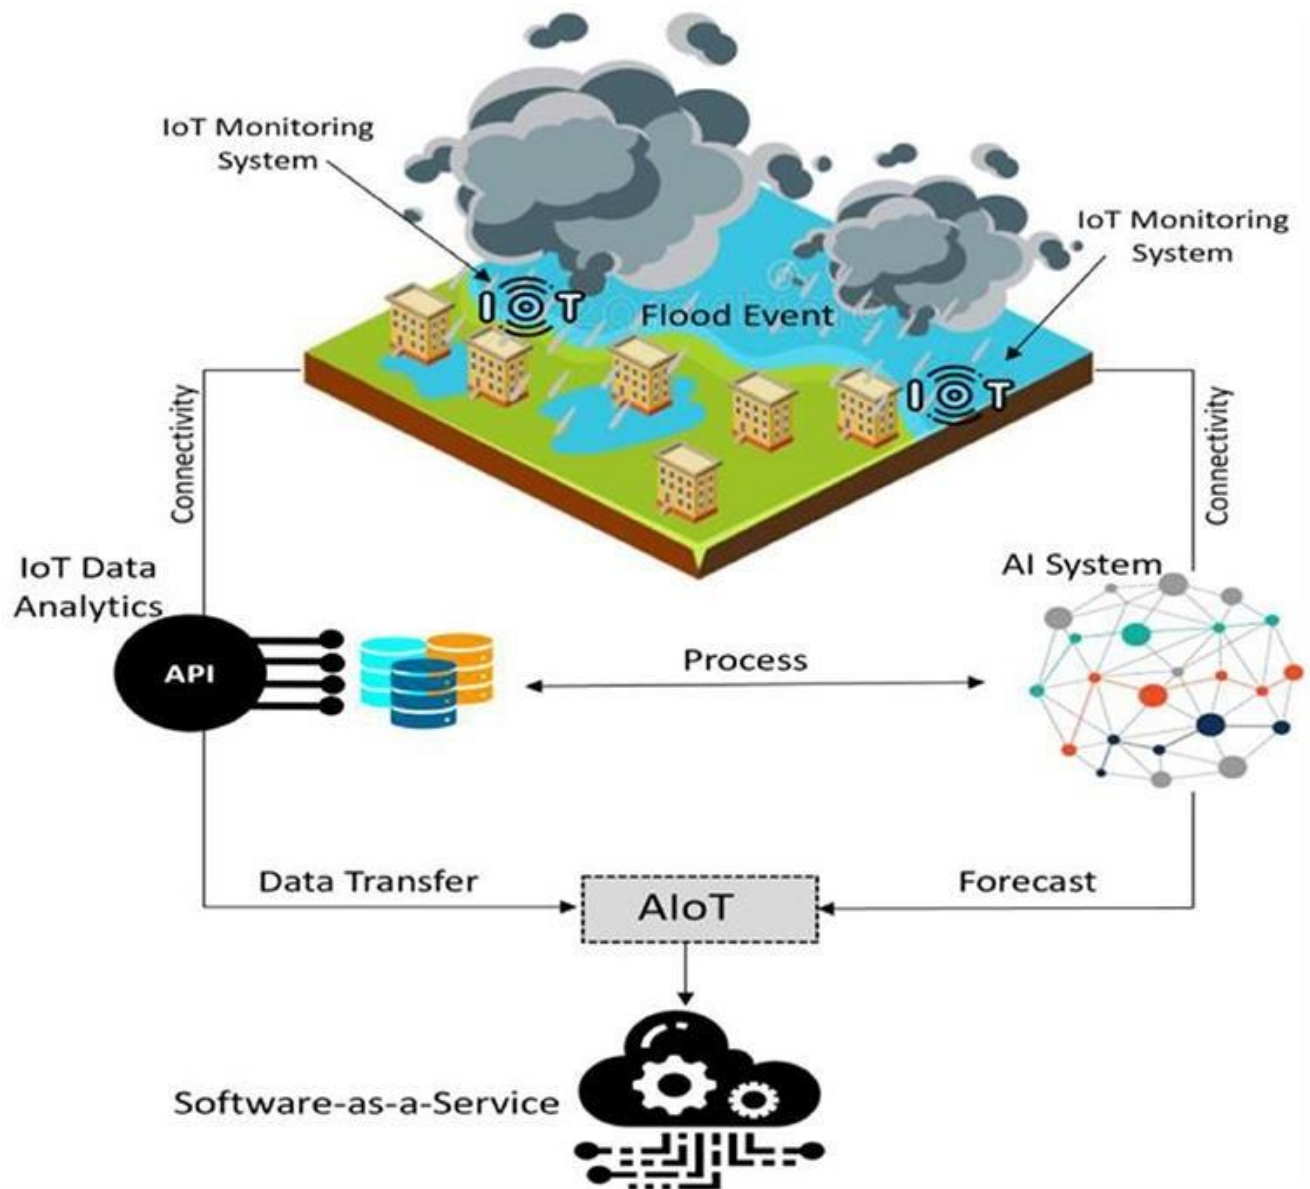 IoT Monitoring
System
IoT Monitoring
System
IOT
Flood Event
IOT
Connectivity
Connectivity
IoT Data
Analytics
AI System
API
Process
Data Transfer
AIoT
Forecast
Software-as-a-Service